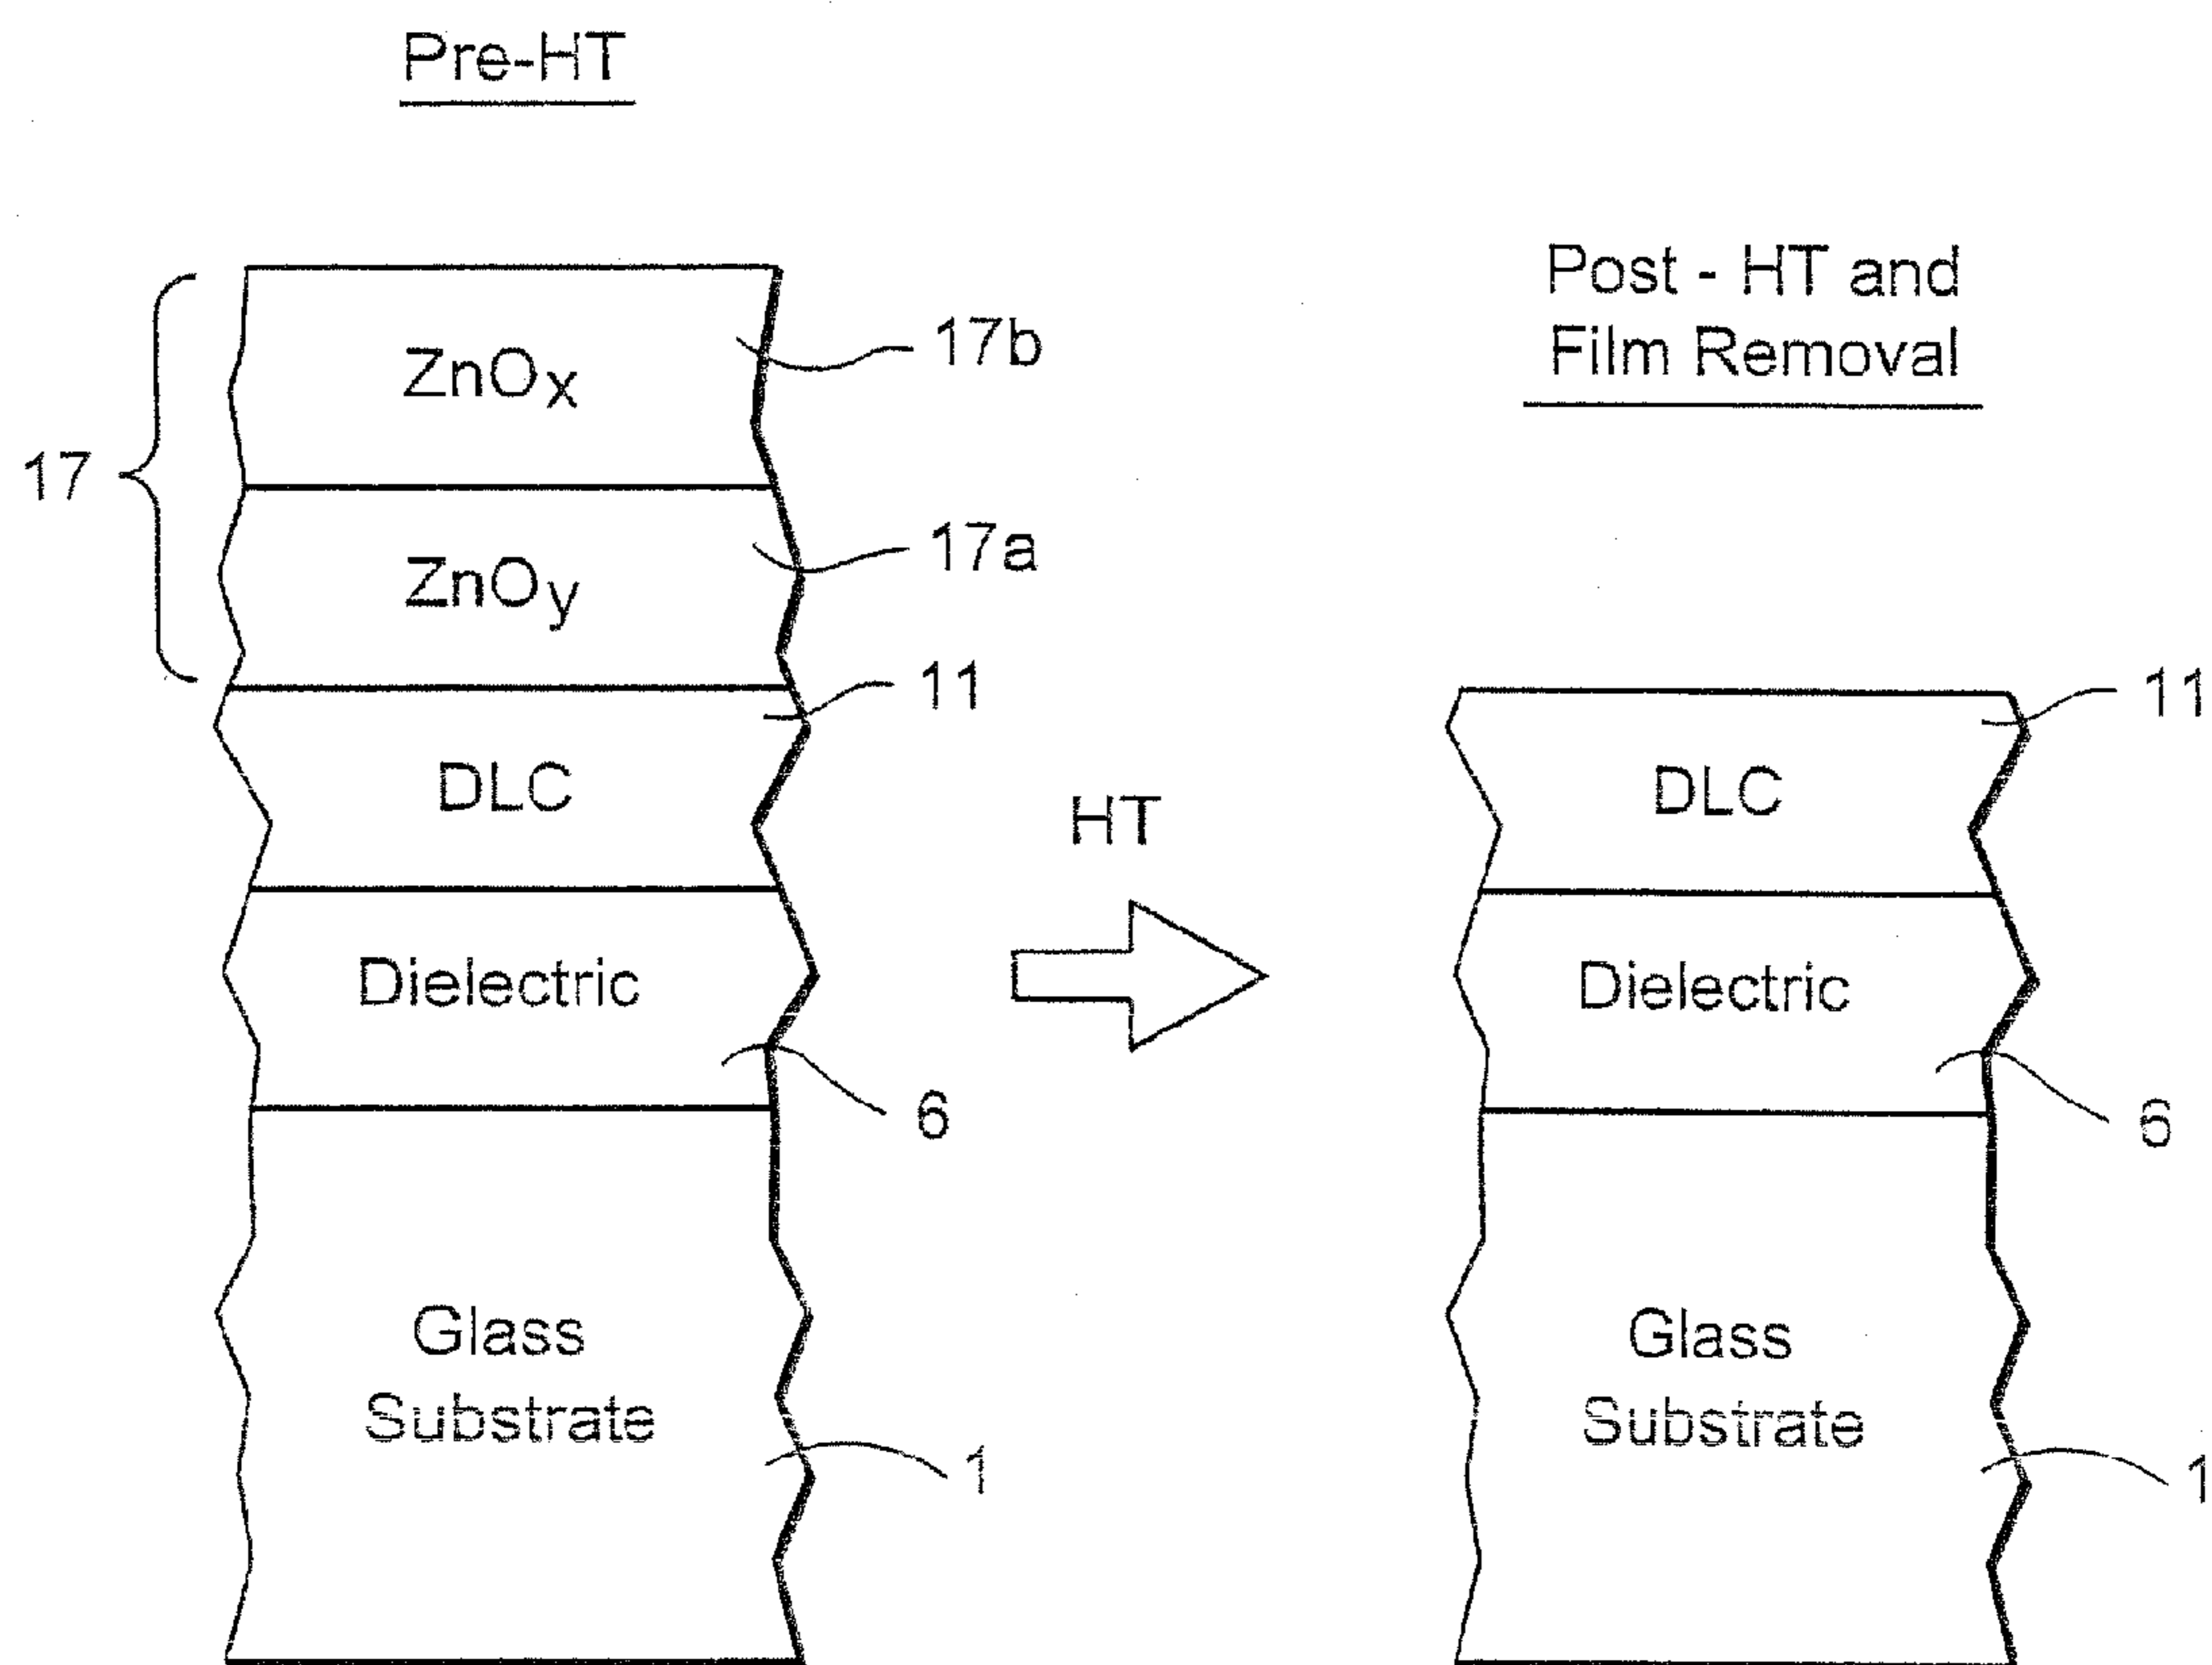 Pre-HT
17
ZnOx
17b
ZnOy
17a
DLC
11
Dielectric
6
Glass
Substrate
1
HT
Post - HT and
Film Removal
DLC
11
Dielectric
6
Glass
Substrate
1